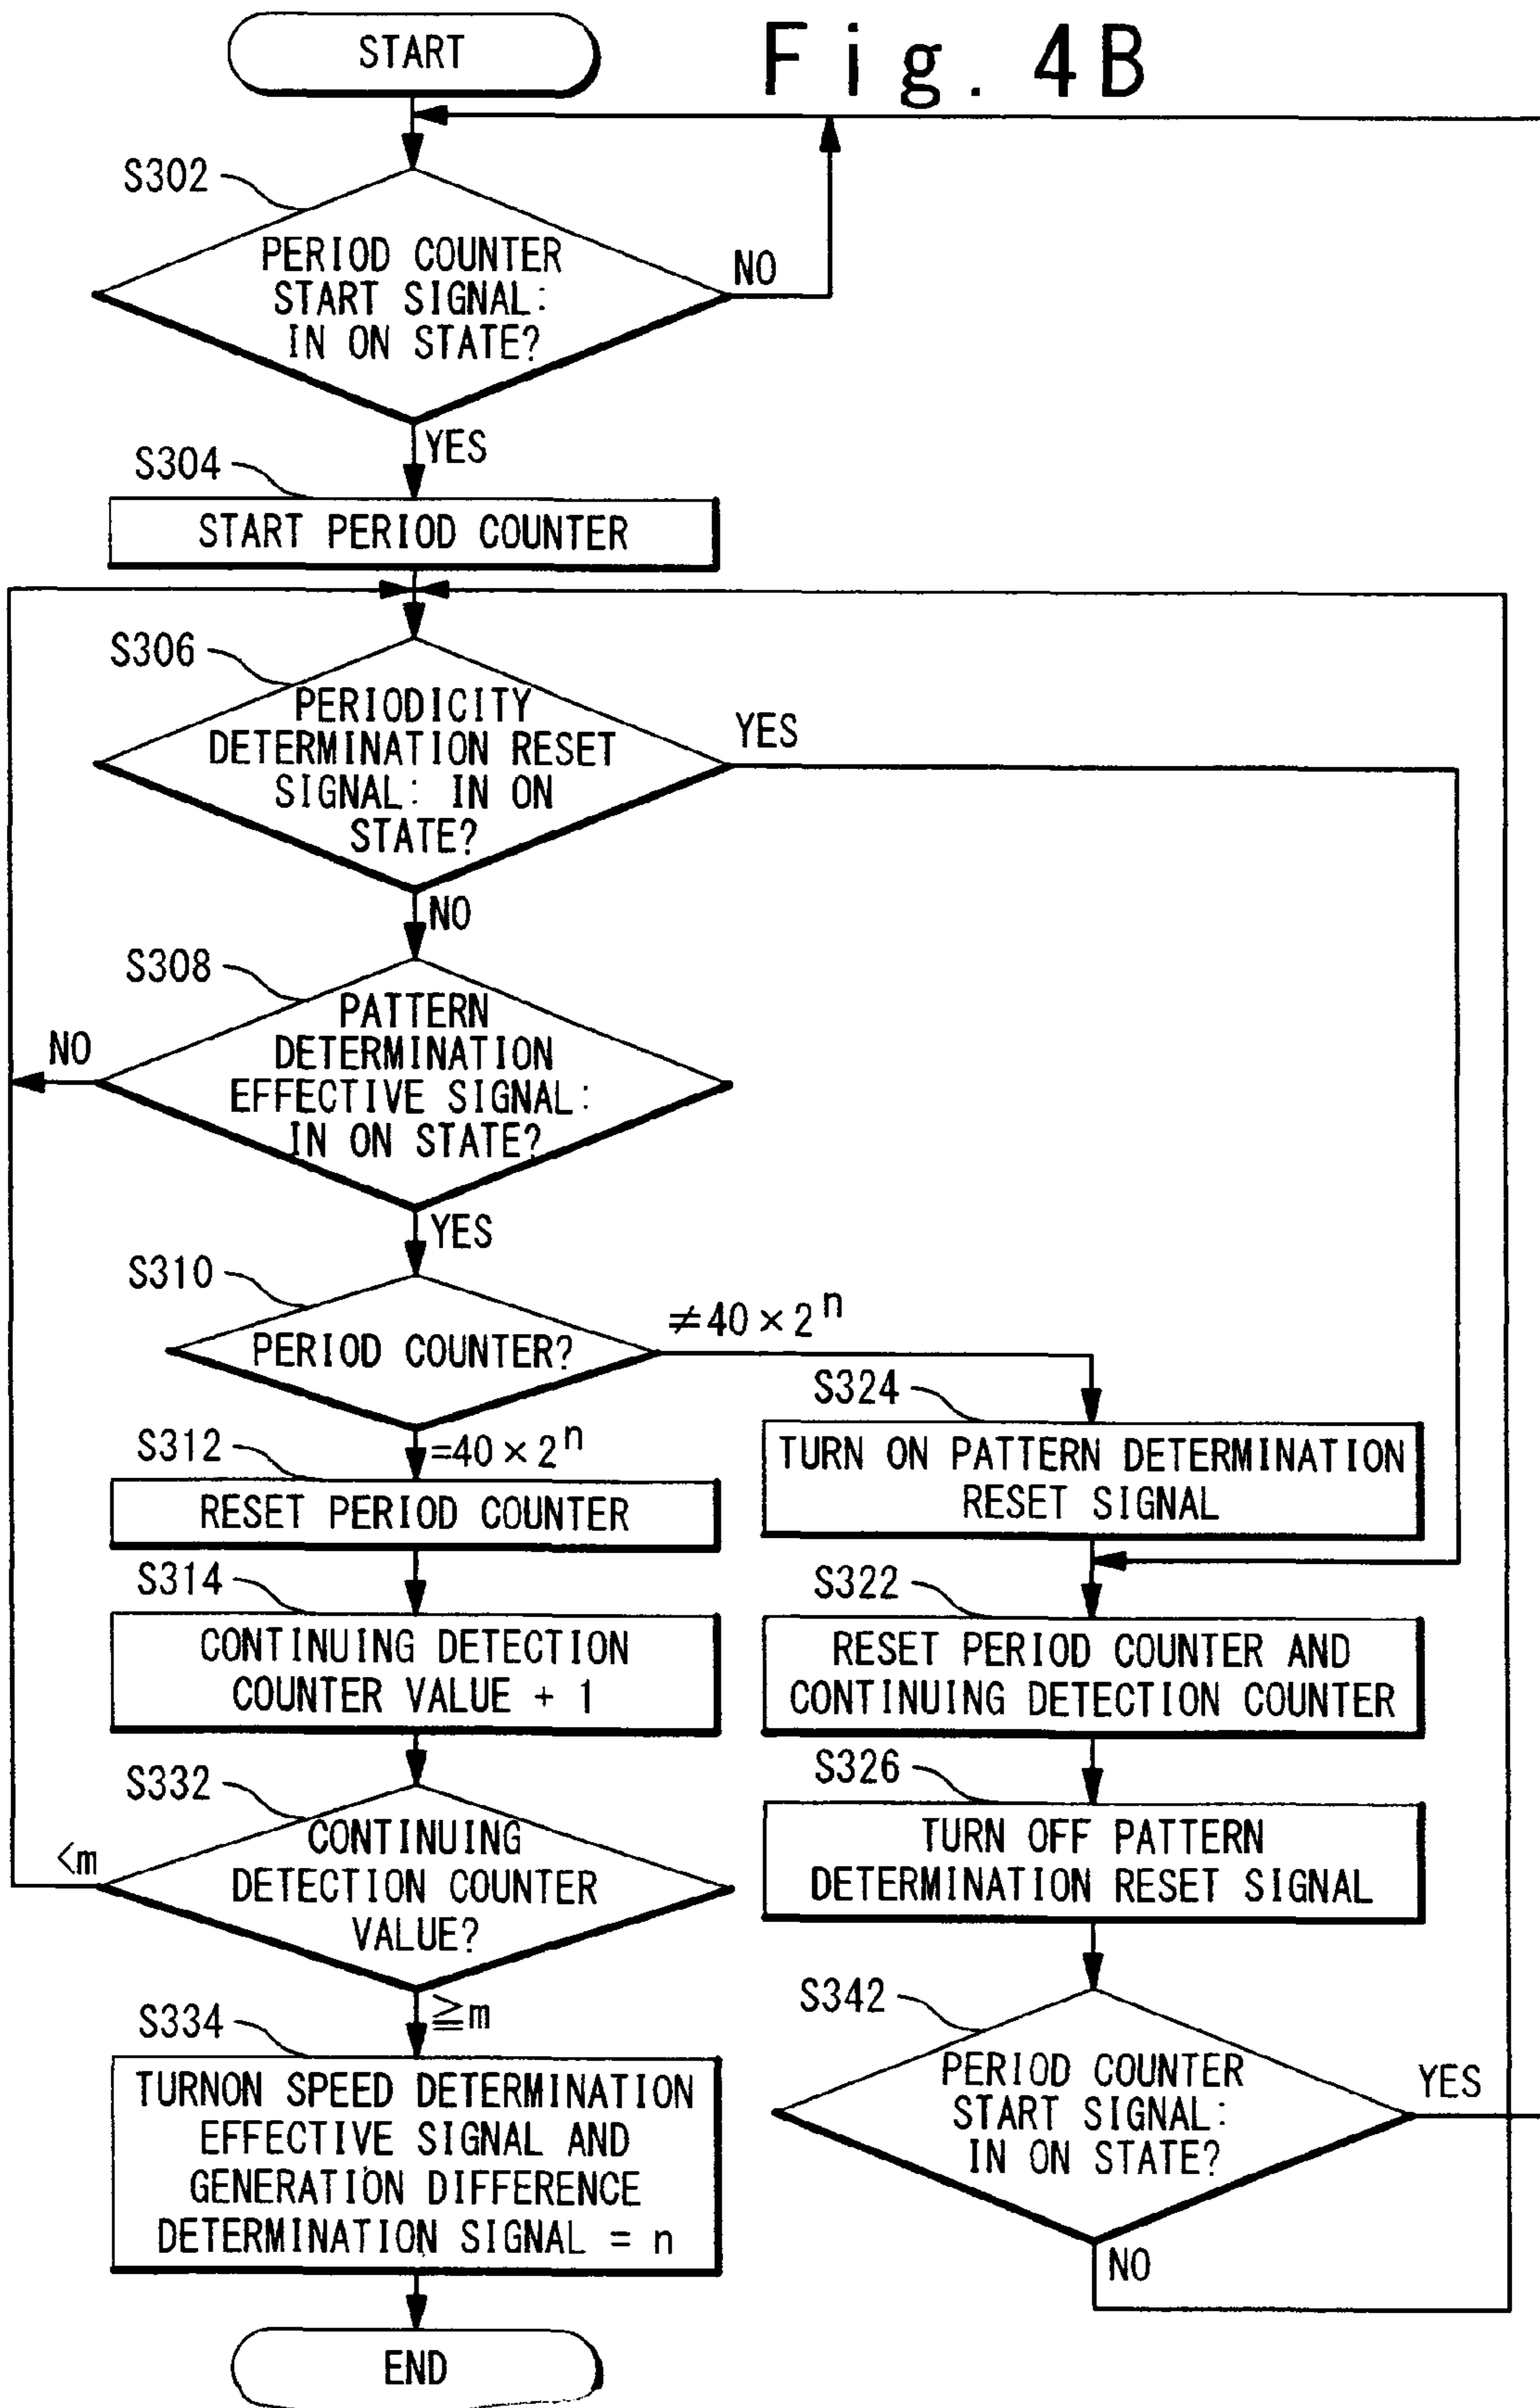 Fig. 4B
START
S302
PERIOD COUNTER
START SIGNAL:
IN ON STATE?
NO
YES
S304
START PERIOD COUNTER
S306
PERIODICITY
DETERMINATION RESET
SIGNAL: IN ON
STATE?
YES
NO
S308
PATTERN
DETERMINATION
EFFECTIVE SIGNAL:
IN ON STATE?
NO
YES
S310
PERIOD COUNTER?
≠40×2ⁿ
=40×2ⁿ
S312
RESET PERIOD COUNTER
S314
CONTINUING DETECTION
COUNTER VALUE + 1
S332
CONTINUING
DETECTION COUNTER
VALUE?
<m
≧m
S334
TURNON SPEED DETERMINATION
EFFECTIVE SIGNAL AND
GENERATION DIFFERENCE
DETERMINATION SIGNAL = n
END
S324
TURN ON PATTERN DETERMINATION
RESET SIGNAL
S322
RESET PERIOD COUNTER AND
CONTINUING DETECTION COUNTER
S326
TURN OFF PATTERN
DETERMINATION RESET SIGNAL
S342
PERIOD COUNTER
START SIGNAL:
IN ON STATE?
YES
NO